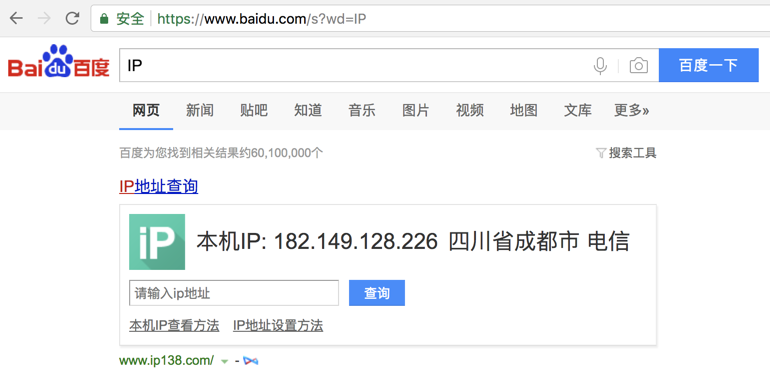 安全 https://www.baidu.com/s?wd=IP
Bai du 百度 IP 百度一下
网页 新闻 贴吧 知道 音乐 图片 视频 地图 文库 更多»
百度为您找到相关结果约60,100,000个 搜索工具
IP地址查询
iP 本机IP: 182.149.128.226 四川省成都市 电信
请输入ip地址 查询
本机IP查看方法 IP地址设置方法
www.ip138.com/ -